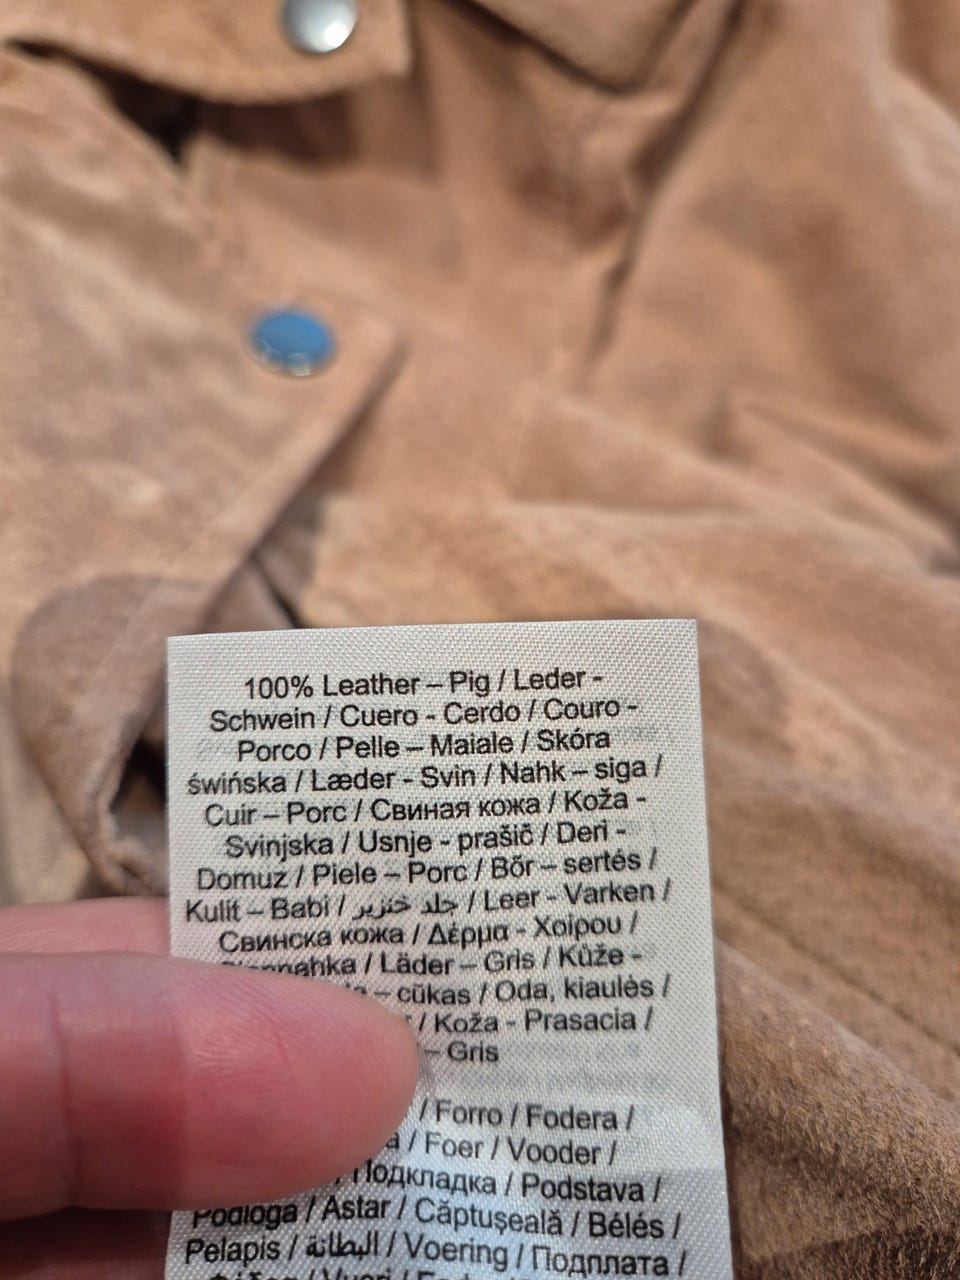 100% Leather – Pig / Leder -
Schwein / Cuero - Cerdo / Couro -
Porco / Pelle – Maiale / Skóra
świńska / Læder - Svin / Nahk – siga /
Cuir – Porc / Свиная кожа / Koža -
Svinjska / Usnje - prašič / Deri -
Domuz / Piele – Porc / Bőr – sertés /
Kulit – Babi / جلد خنزير / Leer - Varken /
Свинска кожа / Δέρμα - Χοίρου /
/ Läder – Gris / Kůže -
– cūkas / Oda, kiaulės /
/ Koža - Prasacia /
– Gris
/ Forro / Fodera /
/ Foer / Vooder /
Подкладка / Podstava /
Podloga / Astar / Căptușeală / Bélés /
Pelapis / البطانة / Voering / Подплата /